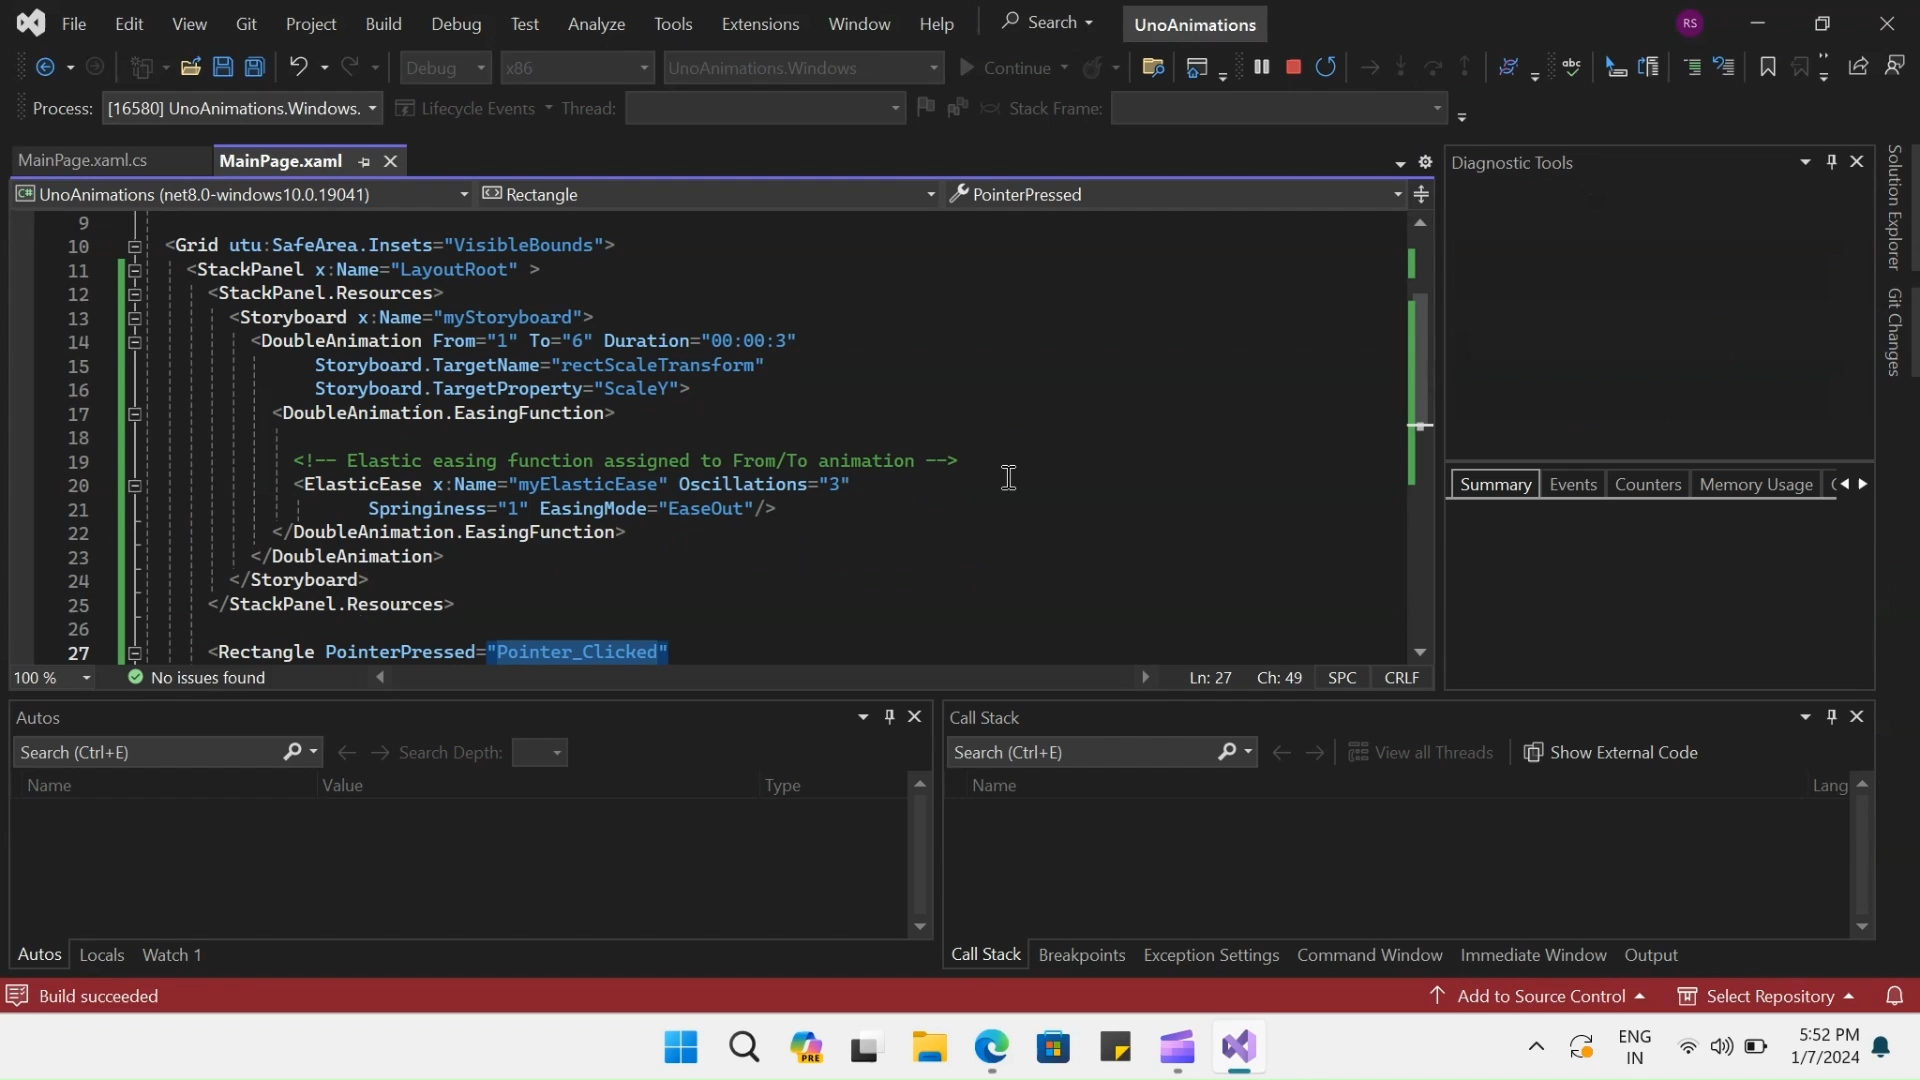 File Edit View Git Project Build Debug Test Analyze Tools Extensions Window Help Search UnoAnimations RS
Debug x86 UnoAnimations.Windows Continue abc
Process: [16580] UnoAnimations.Windows. Lifecycle Events Thread: Stack Frame:
MainPage.xaml.cs MainPage.xaml Diagnostic Tools
C# UnoAnimations (net8.0-windows10.0.19041) Rectangle PointerPressed
9
10 <Grid utu:SafeArea.Insets="VisibleBounds">
11 <StackPanel x:Name="LayoutRoot" >
12 <StackPanel.Resources>
13 <Storyboard x:Name="myStoryboard">
14 <DoubleAnimation From="1" To="6" Duration="00:00:3"
15 Storyboard.TargetName="rectScaleTransform"
16 Storyboard.TargetProperty="ScaleY">
17 <DoubleAnimation.EasingFunction>
18
19 <!-- Elastic easing function assigned to From/To animation -->
20 <ElasticEase x:Name="myElasticEase" Oscillations="3"
21 Springiness="1" EasingMode="EaseOut"/>
22 </DoubleAnimation.EasingFunction>
23 </DoubleAnimation>
24 </Storyboard>
25 </StackPanel.Resources>
26
27 <Rectangle PointerPressed="Pointer_Clicked"
100 % No issues found Ln: 27 Ch: 49 SPC CRLF
Summary Events Counters Memory Usage
Solution Explorer
Git Changes
Autos
Search (Ctrl+E) Search Depth:
Name Value Type
Autos Locals Watch 1
Call Stack
Search (Ctrl+E) View all Threads Show External Code
Name Lang
Call Stack Breakpoints Exception Settings Command Window Immediate Window Output
Build succeeded Add to Source Control Select Repository
PRE
ENG
IN
5:52 PM
1/7/2024